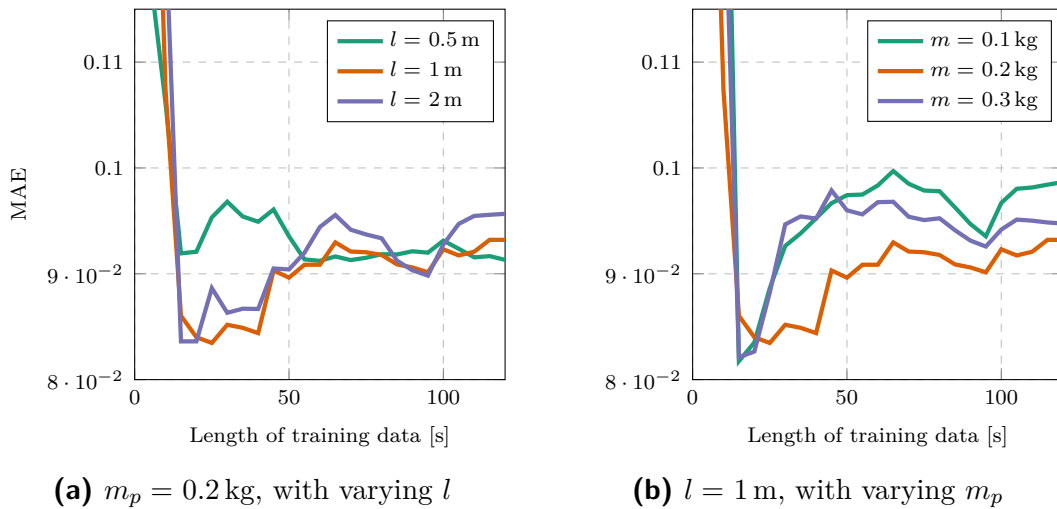 MAE
0.11
0.1
9 · 10⁻²
8 · 10⁻²
0
50
100
l = 0.5 m
l = 1 m
l = 2 m
Length of training data [s]
(a) mₚ = 0.2 kg, with varying l
0.11
0.1
9 · 10⁻²
8 · 10⁻²
0
50
100
m = 0.1 kg
m = 0.2 kg
m = 0.3 kg
Length of training data [s]
(b) l = 1 m, with varying mₚ